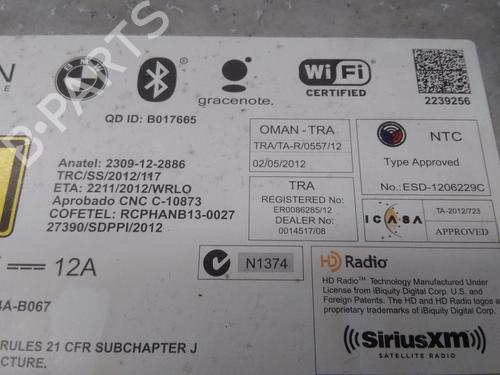 BMW
gracenote.
WiFi
CERTIFIED
2239256
QD ID: B017665
OMAN - TRA
TRA/TA-R/0557/12
02/05/2012
NTC
Type Approved
No.:ESD-1206229C
Anatel: 2309-12-2886
TRC/SS/2012/117
ETA: 2211/2012/WRLO
Aprobado CNC C-10873
COFETEL: RCPHANB13-0027
27390/SDPPI/2012
TRA
REGISTERED No:
ER0086285/12
DEALER No:
0014517/08
ICASA
TA-2012/723
APPROVED
12A
N1374
HD Radio
HD Radio™ Technology Manufactured Under
License from iBiquity Digital Corp. U.S. and
Foreign Patents. The HD and HD Radio logos a
proprietary trademarks of iBiquity Digital Corp.
4A-B067
RULES 21 CFR SUBCHAPTER J
CTURE.
SiriusXM
SATELLITE RADIO
B-PARTS